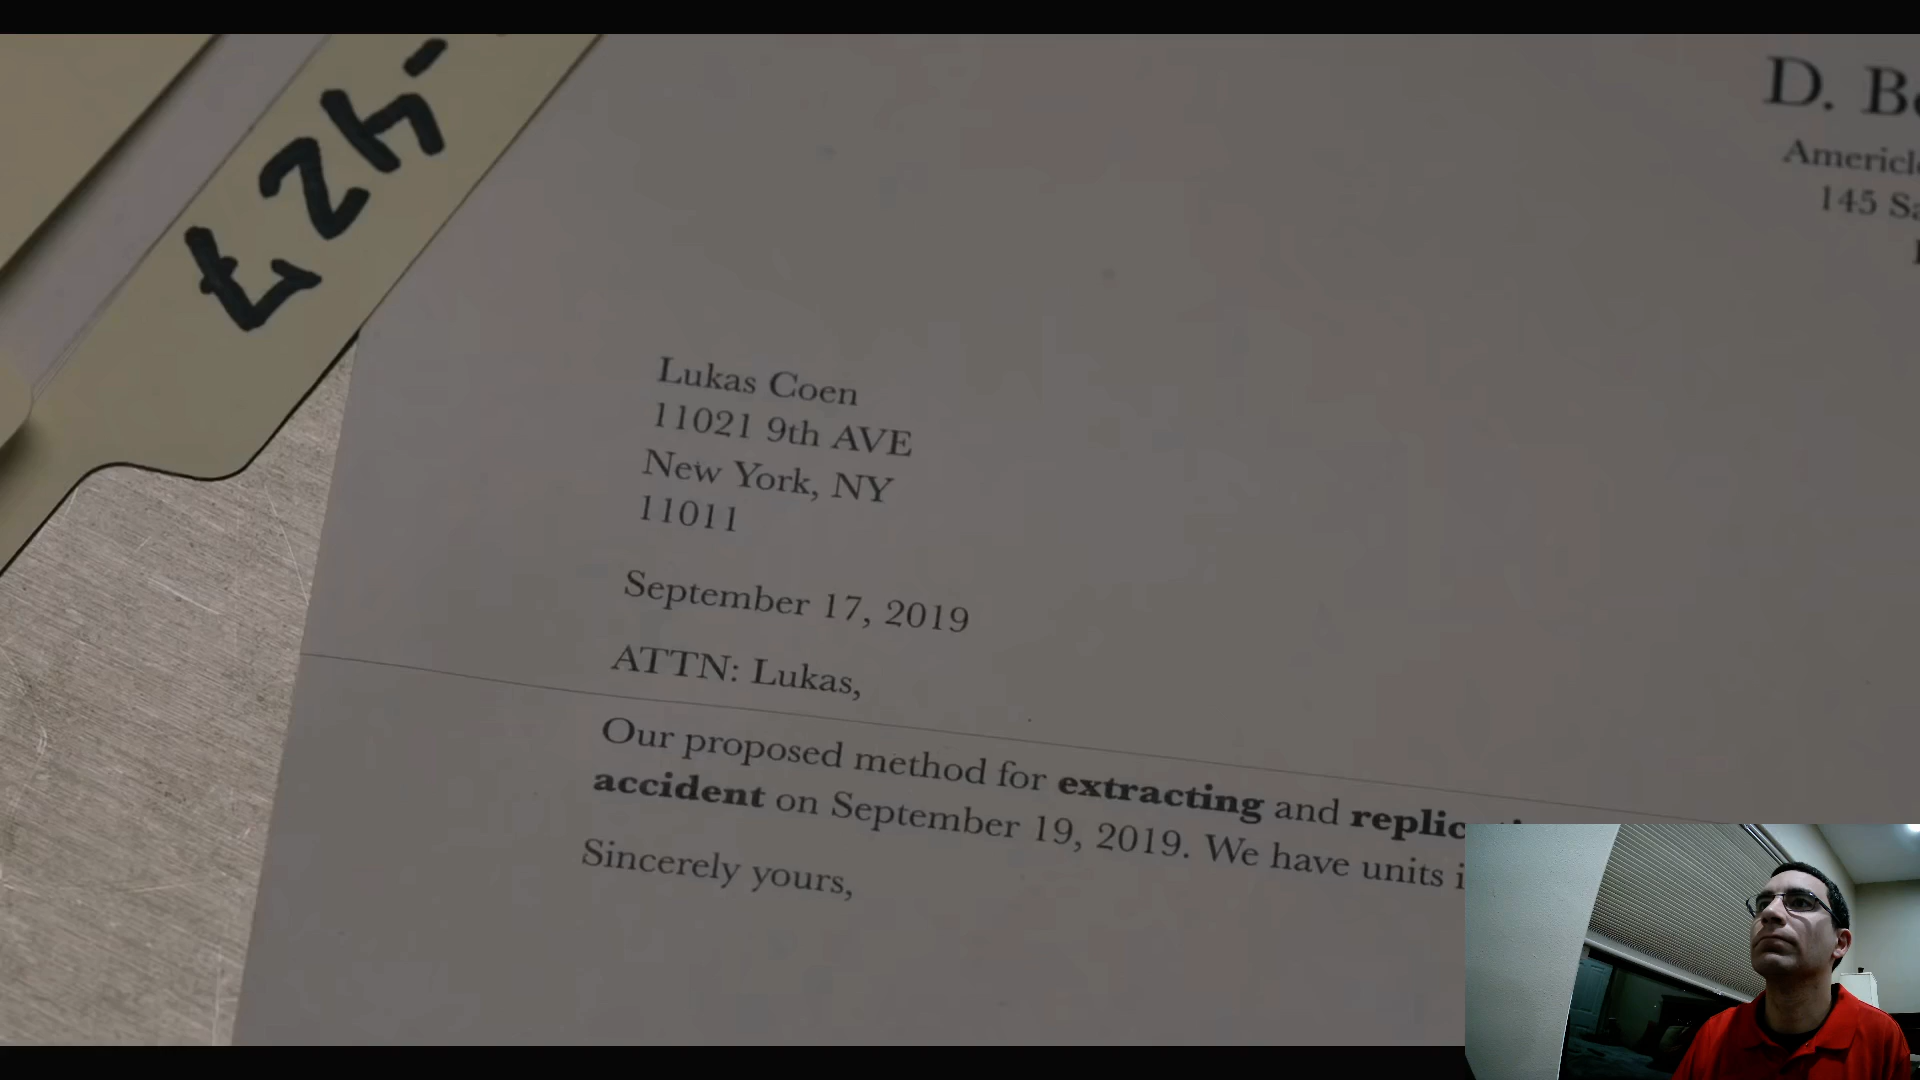 -427
D.
145
Lukas Coen
11021 9th AVE
New York, NY
11011
September 17, 2019
ATTN: Lukas,
Our proposed method for extracting and
accident on September 19, 2019. We have units
Sincerely yours,